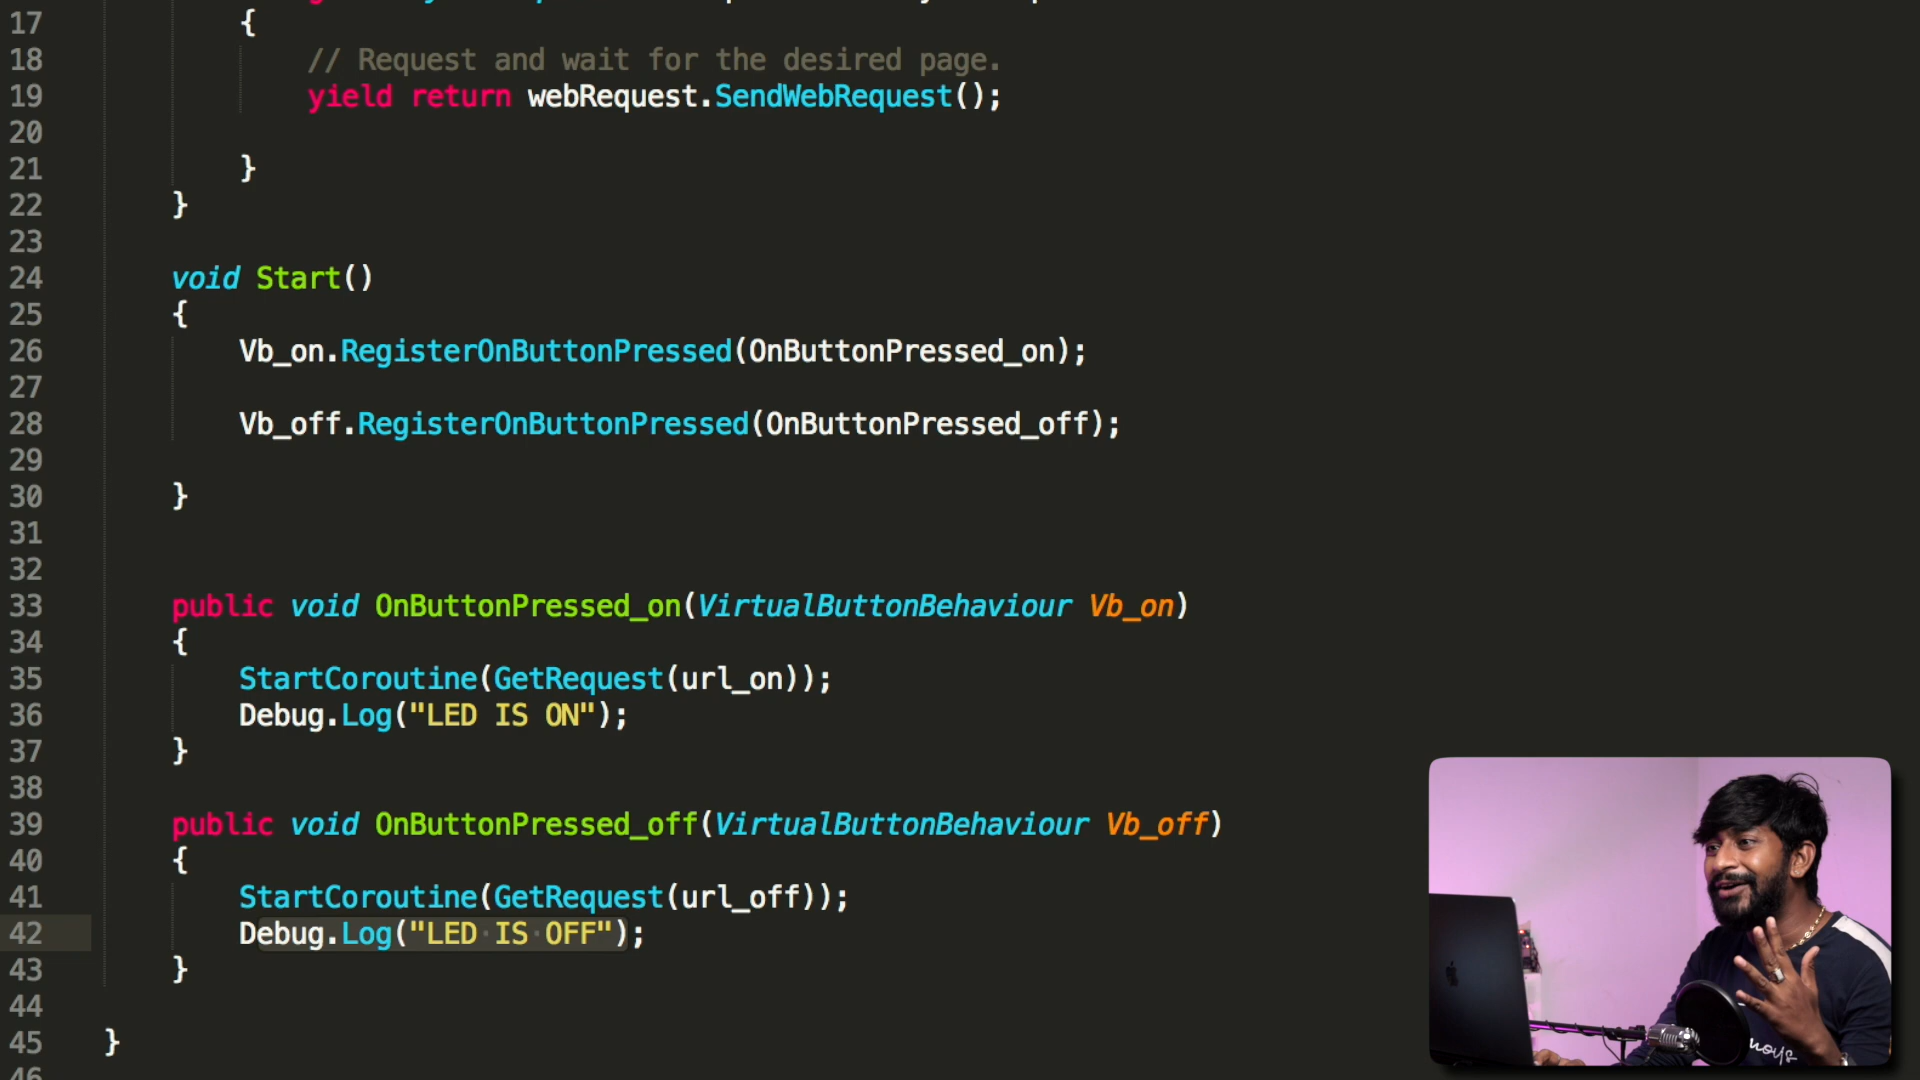 17 {
18 // Request and wait for the desired page.
19 yield return webRequest.SendWebRequest();
20
21 }
22 }
23
24 void Start()
25 {
26 Vb_on.RegisterOnButtonPressed(OnButtonPressed_on);
27
28 Vb_off.RegisterOnButtonPressed(OnButtonPressed_off);
29
30 }
31
32
33 public void OnButtonPressed_on(VirtualButtonBehaviour Vb_on)
34 {
35 StartCoroutine(GetRequest(url_on));
36 Debug.Log("LED IS ON");
37 }
38
39 public void OnButtonPressed_off(VirtualButtonBehaviour Vb_off)
40 {
41 StartCoroutine(GetRequest(url_off));
42 Debug.Log("LED IS OFF");
43 }
44
45 }
46